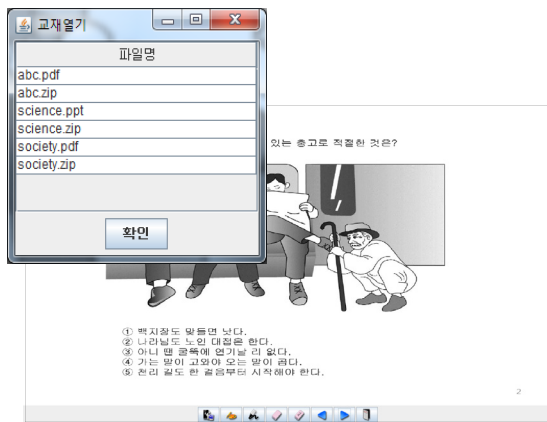 교재열기
파일명
abc.pdf
abc.zip
science.ppt
science.zip
society.pdf
society.zip
확인
있는 충고로 적절한 것은?
① 백지장도 맞들면 낫다.
② 나라님도 노인 대접은 한다.
③ 아니 땐 굴뚝에 연기날 리 없다.
④ 가는 말이 고와야 오는 말이 곱다.
⑤ 천리 길도 한 걸음부터 시작해야 한다.
2